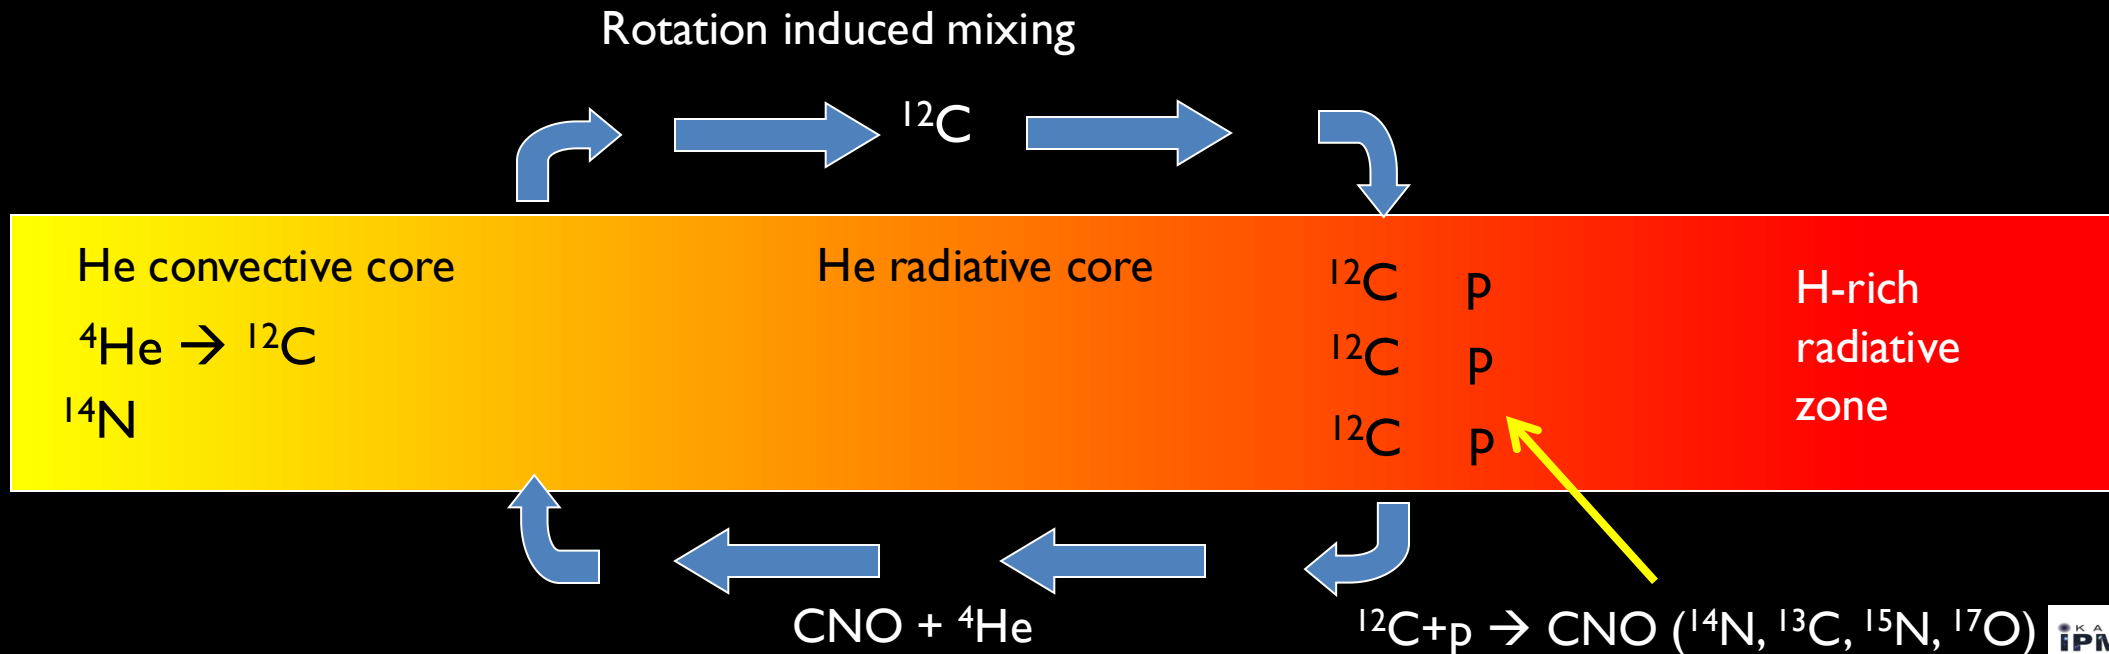 Rotation induced mixing
¹²C
He convective core
⁴He → ¹²C
¹⁴N
He radiative core
¹²C p
¹²C p
¹²C p
H-rich
radiative
zone
CNO + ⁴He
¹²C+p → CNO (¹⁴N, ¹³C, ¹⁵N, ¹⁷O)